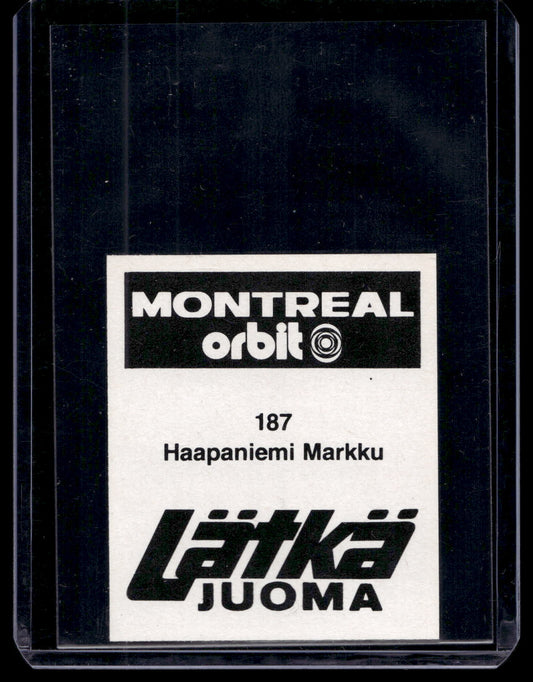 MONTREAL
orbit
187
Haapaniemi Markku
Lätkä
JUOMA